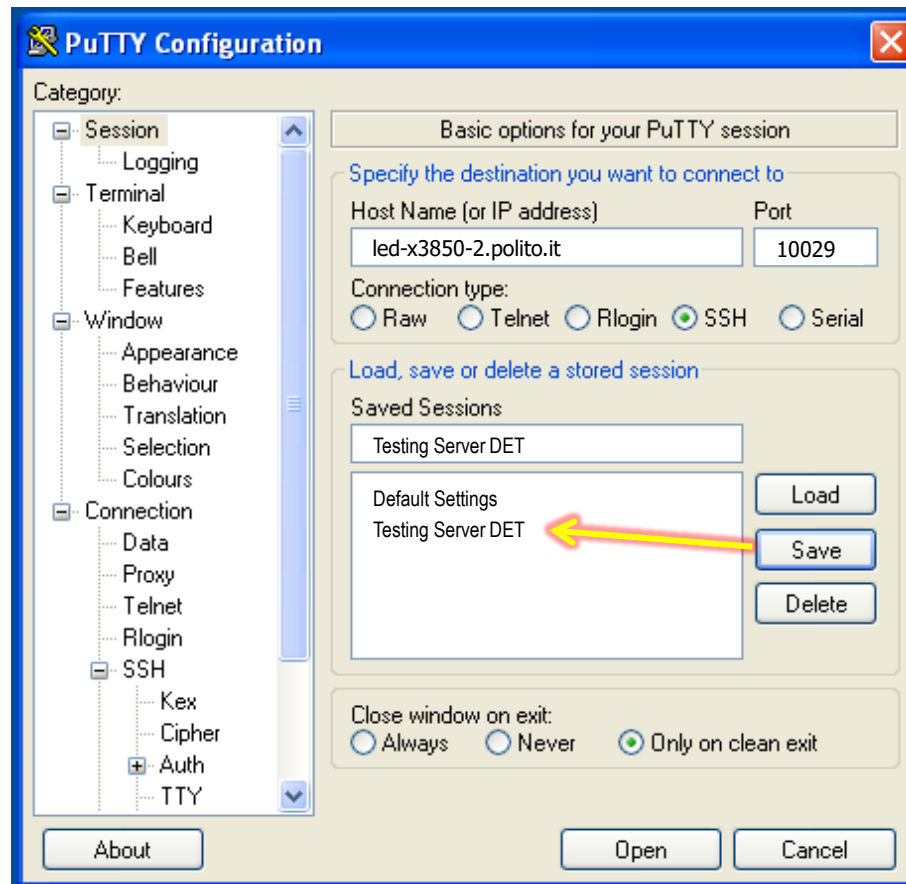 PuTTY Configuration
Category:
Session
Logging
Terminal
Keyboard
Bell
Features
Window
Appearance
Behaviour
Translation
Selection
Colours
Connection
Data
Proxy
Telnet
Rlogin
SSH
Kex
Cipher
Auth
TTY
Basic options for your PuTTY session
Specify the destination you want to connect to
Host Name (or IP address) Port
led-x3850-2.polito.it 10029
Connection type:
Raw Telnet Rlogin SSH Serial
Load, save or delete a stored session
Saved Sessions
Testing Server DET
Default Settings
Testing Server DET
Load
Save
Delete
Close window on exit:
Always Never Only on clean exit
About Open Cancel